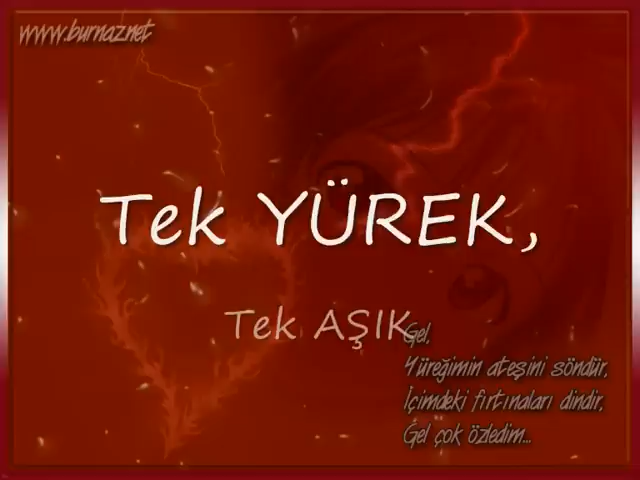 www.burnaz.net
Tek YÜREK,
Tek AŞIK
Gel,
Yüreğimin ateşini söndür,
İçimdeki fırtınaları dindir,
Gel çok özledim...